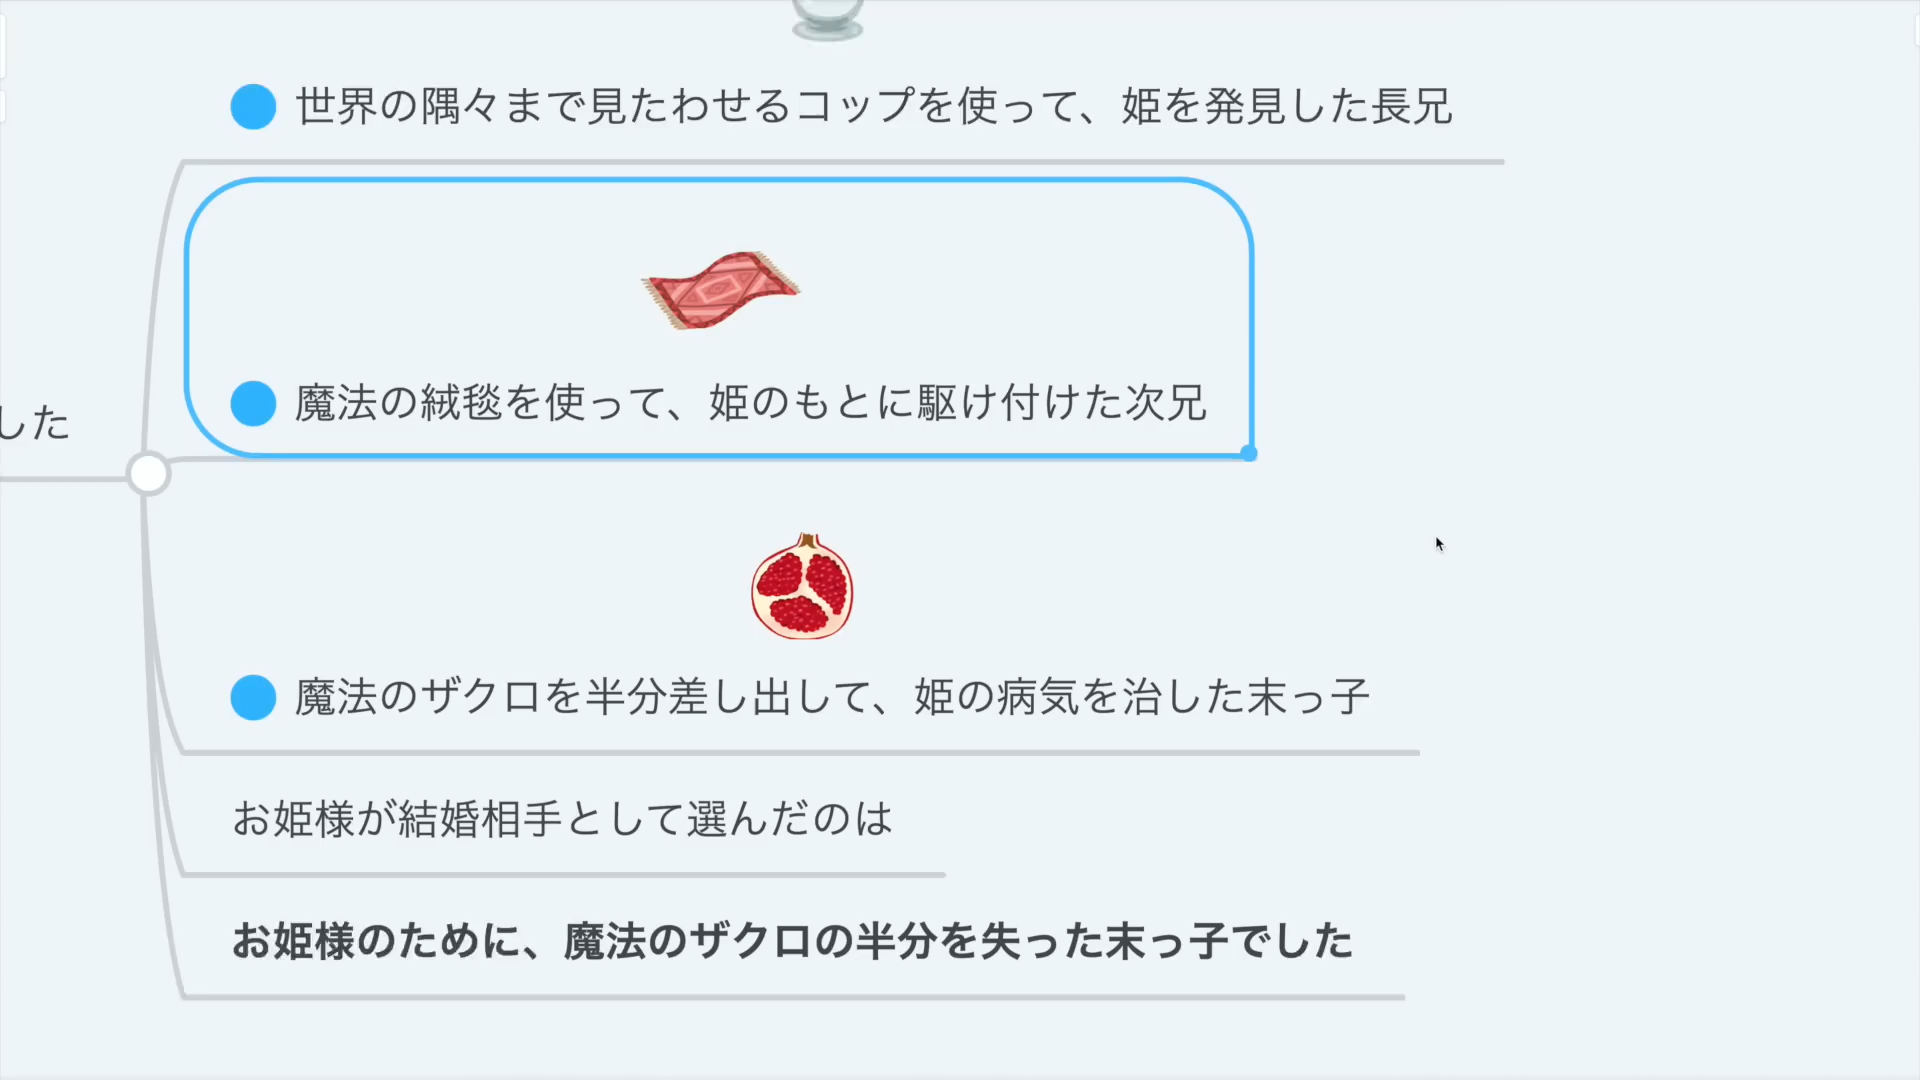 世界の隅々まで見たわせるコップを使って、姫を発見した長兄
魔法の絨毯を使って、姫のもとに駆け付けた次兄
した
魔法のザクロを半分差し出して、姫の病気を治した末っ子
お姫様が結婚相手として選んだのは
お姫様のために、魔法のザクロの半分を失った末っ子でした